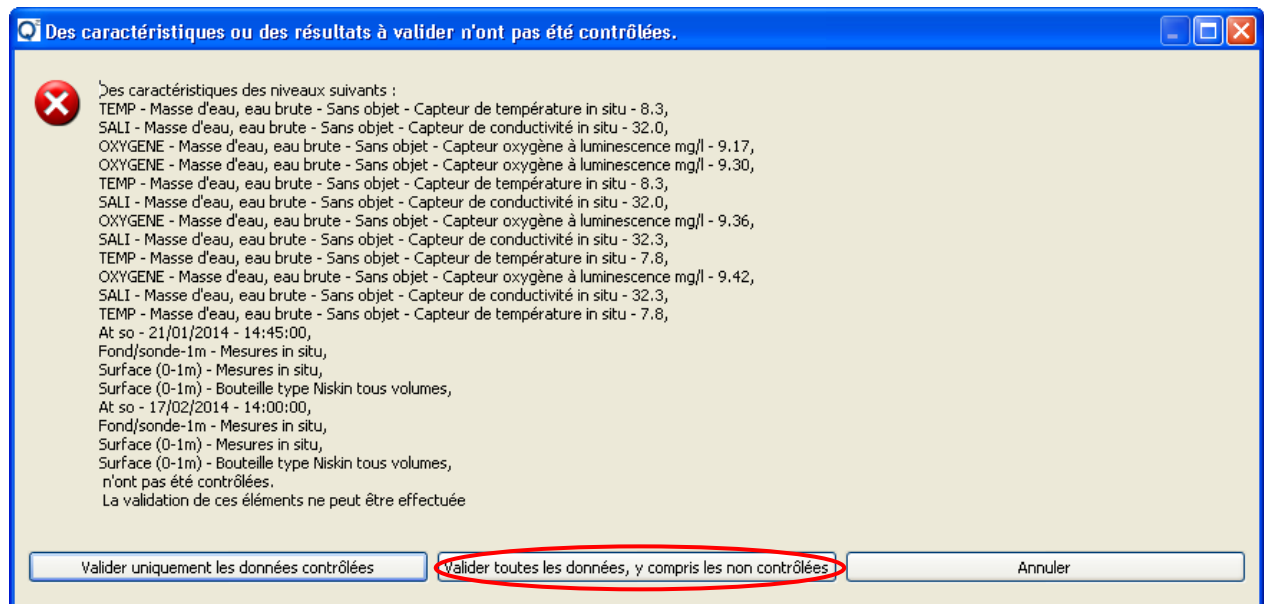 Des caractéristiques ou des résultats à valider n'ont pas été contrôlées.
Des caractéristiques des niveaux suivants :
TEMP - Masse d'eau, eau brute - Sans objet - Capteur de température in situ - 8.3,
SALI - Masse d'eau, eau brute - Sans objet - Capteur de conductivité in situ - 32.0,
OXYGENE - Masse d'eau, eau brute - Sans objet - Capteur oxygène à luminescence mg/l - 9.17,
OXYGENE - Masse d'eau, eau brute - Sans objet - Capteur oxygène à luminescence mg/l - 9.30,
TEMP - Masse d'eau, eau brute - Sans objet - Capteur de température in situ - 8.3,
SALI - Masse d'eau, eau brute - Sans objet - Capteur de conductivité in situ - 32.0,
OXYGENE - Masse d'eau, eau brute - Sans objet - Capteur oxygène à luminescence mg/l - 9.36,
SALI - Masse d'eau, eau brute - Sans objet - Capteur de conductivité in situ - 32.3,
TEMP - Masse d'eau, eau brute - Sans objet - Capteur de température in situ - 7.8,
OXYGENE - Masse d'eau, eau brute - Sans objet - Capteur oxygène à luminescence mg/l - 9.42,
SALI - Masse d'eau, eau brute - Sans objet - Capteur de conductivité in situ - 32.3,
TEMP - Masse d'eau, eau brute - Sans objet - Capteur de température in situ - 7.8,
At so - 21/01/2014 - 14:45:00,
Fond/sonde-1m - Mesures in situ,
Surface (0-1m) - Mesures in situ,
Surface (0-1m) - Bouteille type Niskin tous volumes,
At so - 17/02/2014 - 14:00:00,
Fond/sonde-1m - Mesures in situ,
Surface (0-1m) - Mesures in situ,
Surface (0-1m) - Bouteille type Niskin tous volumes,
n'ont pas été contrôlées.
La validation de ces éléments ne peut être effectuée
Valider uniquement les données contrôlées
Valider toutes les données, y compris les non contrôlées
Annuler